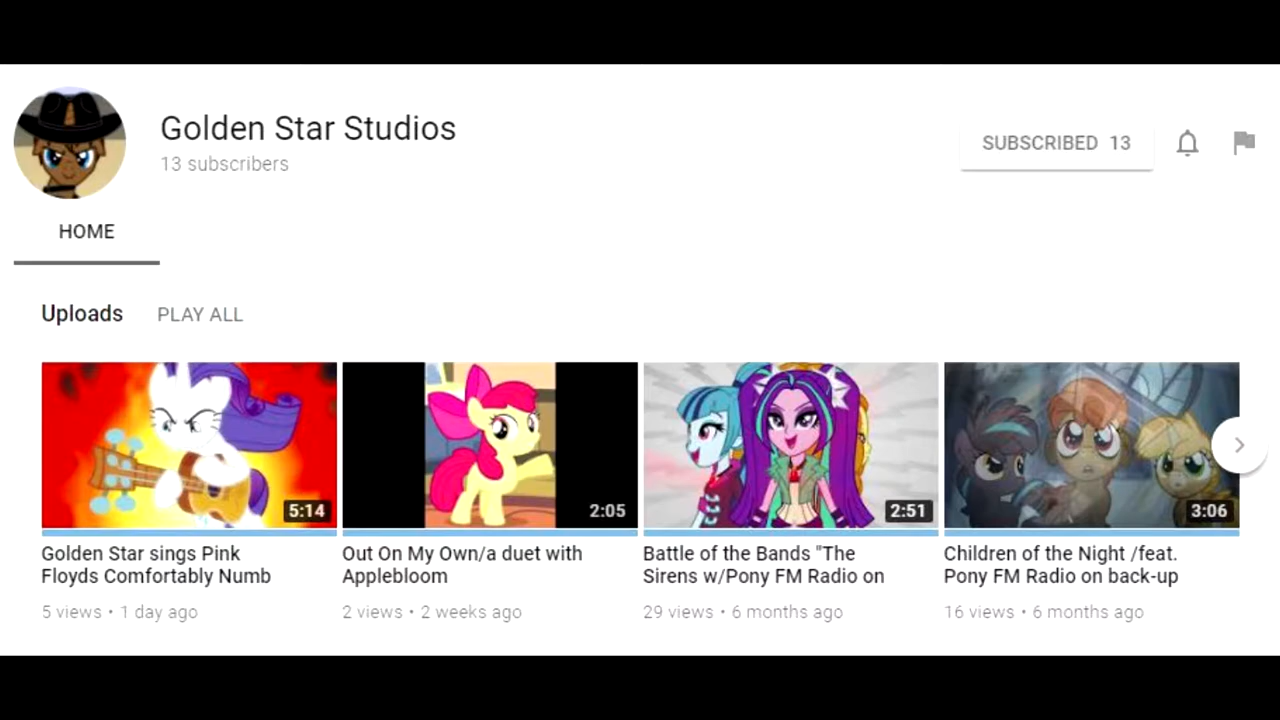 Golden Star Studios
13 subscribers
SUBSCRIBED 13
HOME
Uploads PLAY ALL
5:14
2:05
2:51
3:06
Golden Star sings Pink
Floyds Comfortably Numb
5 views • 1 day ago
Out On My Own/a duet with
Applebloom
2 views • 2 weeks ago
Battle of the Bands "The
Sirens w/Pony FM Radio on
29 views • 6 months ago
Children of the Night /feat.
Pony FM Radio on back-up
16 views • 6 months ago